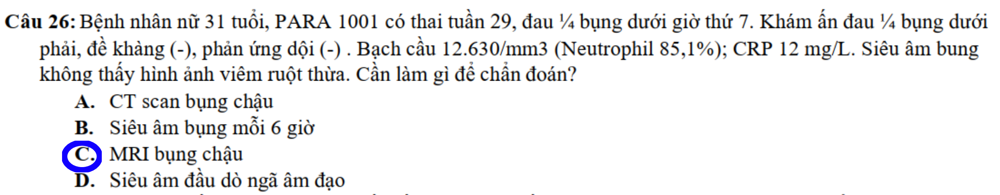 Câu 26: Bệnh nhân nữ 31 tuổi, PARA 1001 có thai tuần 29, đau ¼ bụng dưới giờ thứ 7. Khám ấn đau ¼ bụng dưới
phải, đề khàng (-), phản ứng dội (-) . Bạch cầu 12.630/mm3 (Neutrophil 85,1%); CRP 12 mg/L. Siêu âm bung
không thấy hình ảnh viêm ruột thừa. Cần làm gì để chẩn đoán?
A. CT scan bụng chậu
B. Siêu âm bụng mỗi 6 giờ
C. MRI bụng chậu
D. Siêu âm đầu dò ngã âm đạo